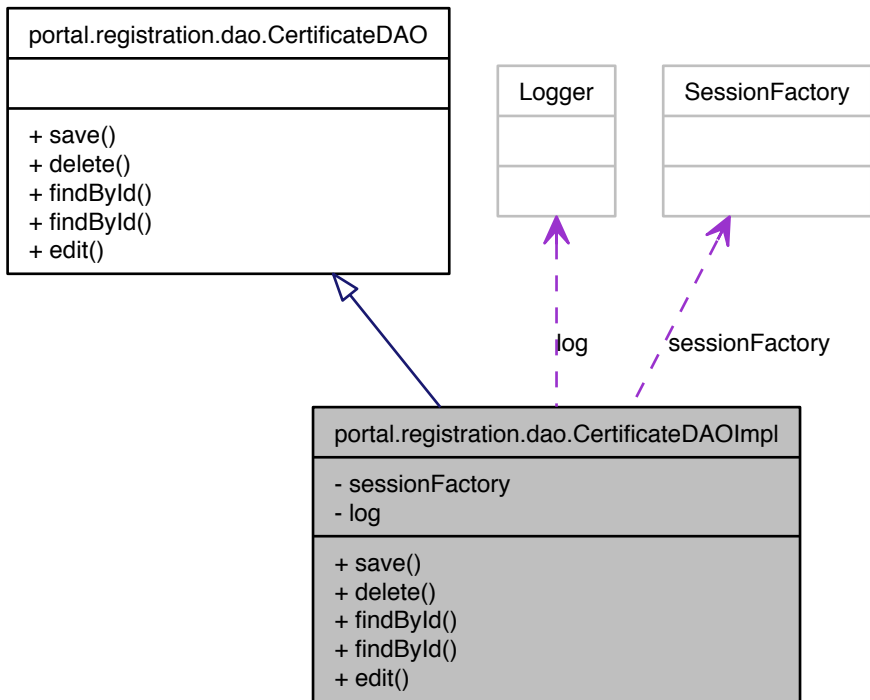 portal.registration.dao.CertificateDAO
+ save()
+ delete()
+ findById()
+ findById()
+ edit()
Logger
SessionFactory
log
sessionFactory
portal.registration.dao.CertificateDAOImpl
- sessionFactory
- log
+ save()
+ delete()
+ findById()
+ findById()
+ edit()